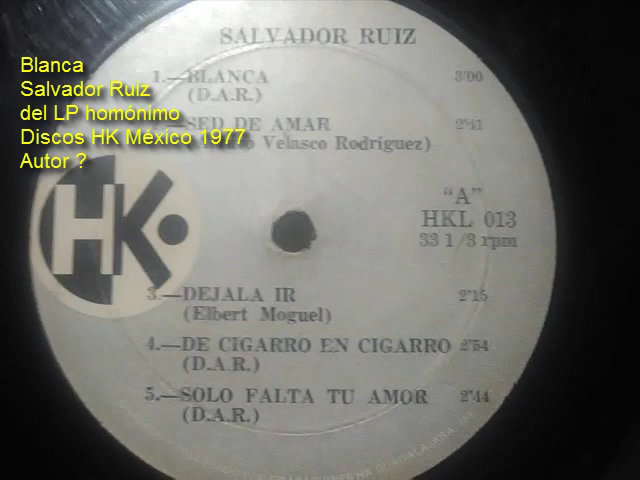 SALVADOR RUIZ
Blanca
Salvador Ruiz
del LP homónimo
Discos HK México 1977
Autor ?
1.—BLANCA 3'00
(D.A.R.)
SED DE AMAR 2'41
Velasco Rodríguez)
HK
"A"
HKL 013
33 1/3 rpm
3.—DEJALA IR 2'15
(Elbert Moguel)
4.—DE CIGARRO EN CIGARRO 2'54
(D.A.R.)
5.—SOLO FALTA TU AMOR 2'44
(D.A.R.)